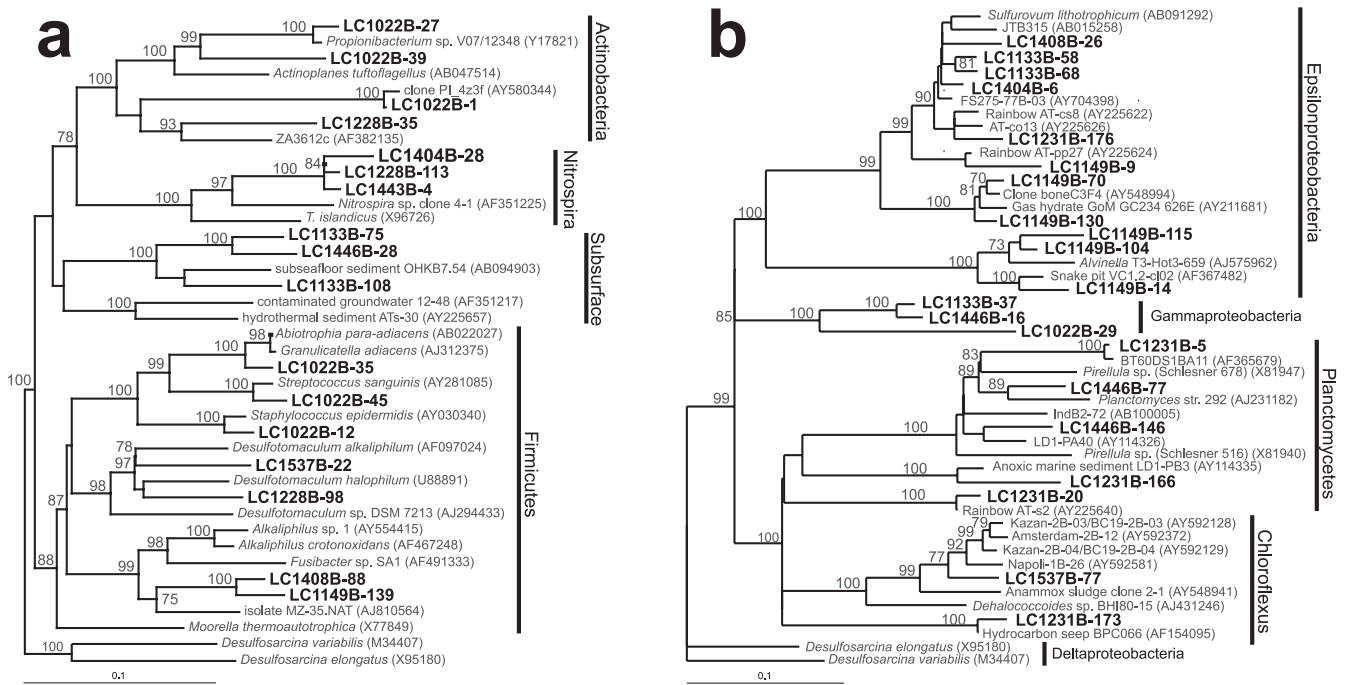 a
100
99
LC1022B-27
Propionibacterium sp. V07/12348 (Y17821)
100
LC1022B-39
Actinoplanes tuftoflagellus (AB047514)
100
100
clone PI_4z3f (AY580344)
LC1022B-1
93
LC1228B-35
ZA3612c (AF382135)
Actinobacteria
78
84
LC1404B-28
100
LC1228B-113
97
LC1443B-4
Nitrospira sp. clone 4-1 (AF351225)
100
T. islandicus (X96726)
Nitrospira
100
LC1133B-75
100
LC1446B-28
subseafloor sediment OHKB7.54 (AB094903)
LC1133B-108
100
contaminated groundwater 12-48 (AF351217)
hydrothermal sediment ATs-30 (AY225657)
Subsurface
98
Abiotrophia para-adiacens (AB022027)
Granulicatella adiacens (AJ312375)
100
LC1022B-35
99
Streptococcus sanguinis (AY281085)
100
LC1022B-45
100
Staphylococcus epidermidis (AY030340)
100
LC1022B-12
100
78
Desulfotomaculum alkaliphilum (AF097024)
97
LC1537B-22
Desulfotomaculum halophilum (U88891)
98
LC1228B-98
87
Desulfotomaculum sp. DSM 7213 (AJ294433)
100
Alkaliphilus sp. 1 (AY554415)
98
Alkaliphilus crotonoxidans (AF467248)
Fusibacter sp. SA1 (AF491333)
88
99
100
LC1408B-88
LC1149B-139
75
isolate MZ-35.NAT (AJ810564)
Moorella thermoautotrophica (X77849)
Firmicutes
100
Desulfosarcina variabilis (M34407)
Desulfosarcina elongatus (X95180)
0.1
b
Sulfurovum lithotrophicum (AB091292)
JTB315 (AB015258)
LC1408B-26
81
LC1133B-58
LC1133B-68
LC1404B-6
90
FS275-77B-03 (AY704398)
Rainbow AT-cs8 (AY225622)
99
AT-co13 (AY225626)
LC1231B-176
Rainbow AT-pp27 (AY225624)
99
LC1149B-9
70
LC1149B-70
81
Clone boneC3F4 (AY548994)
100
Gas hydrate GoM GC234 626E (AY211681)
LC1149B-130
100
73
LC1149B-115
LC1149B-104
100
Alvinella T3-Hot3-659 (AJ575962)
100
Snake pit VC1.2-cl02 (AF367482)
LC1149B-14
Epsilonproteobacteria
85
100
100
LC1133B-37
LC1446B-16
LC1022B-29
Gammaproteobacteria
100
LC1231B-5
83
BT60DS1BA11 (AF365679)
89
Pirellula sp. (Schlesner 678) (X81947)
89
LC1446B-77
Planctomyces str. 292 (AJ231182)
99
IndB2-72 (AB100005)
100
LC1446B-146
LD1-PA40 (AY114326)
Pirellula sp. (Schlesner 516) (X81940)
100
Anoxic marine sediment LD1-PB3 (AY114335)
LC1231B-166
100
LC1231B-20
Rainbow AT-s2 (AY225640)
Planctomycetes
100
79
Kazan-2B-03/BC19-2B-03 (AY592128)
99
Amsterdam-2B-12 (AY592372)
92
Kazan-2B-04/BC19-2B-04 (AY592129)
77
Napoli-1B-26 (AY592581)
99
LC1537B-77
100
Anammox sludge clone 2-1 (AY548941)
Dehalococcoides sp. BHI80-15 (AJ431246)
100
LC1231B-173
Hydrocarbon seep BPC066 (AF154095)
Chloroflexus
Desulfosarcina elongatus (X95180)
Desulfosarcina variabilis (M34407)
Deltaproteobacteria
0.1